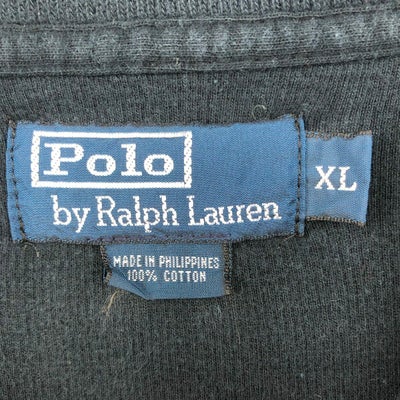 Polo
by Ralph Lauren
XL
MADE IN PHILIPPINES
100% COTTON